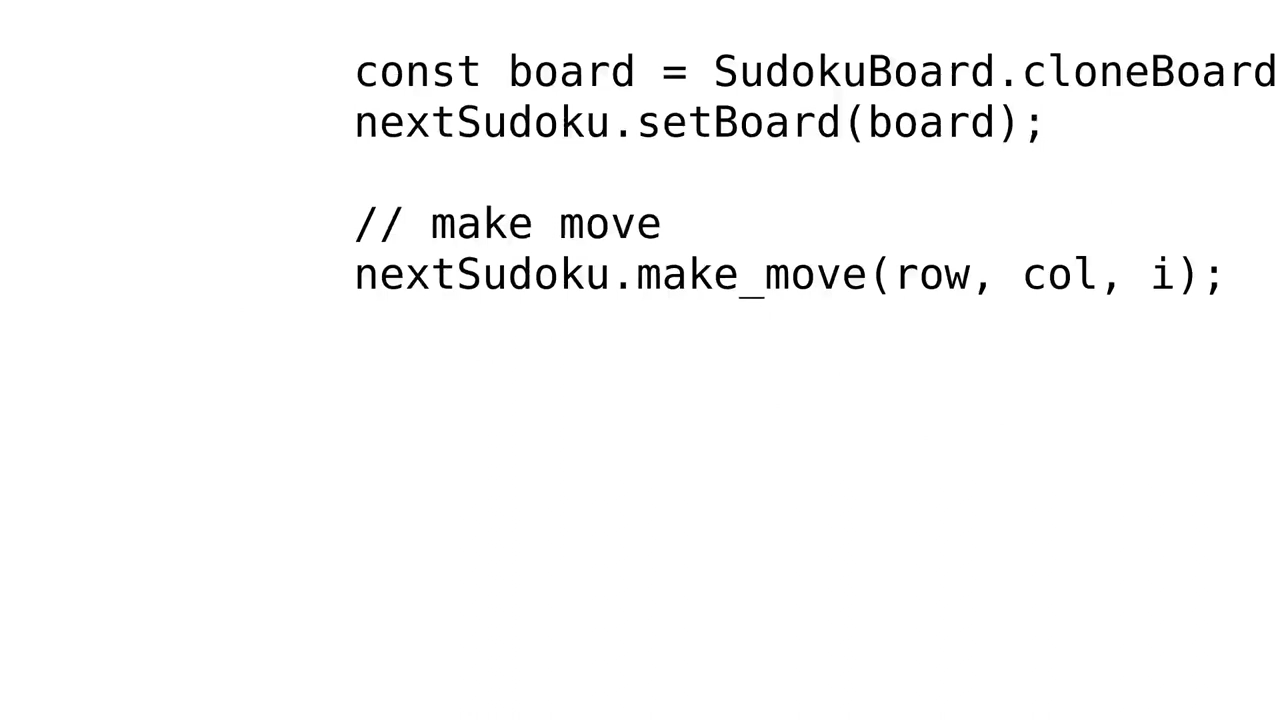 const board = SudokuBoard.cloneBoard
nextSudoku.setBoard(board);
// make move
nextSudoku.make_move(row, col, i);